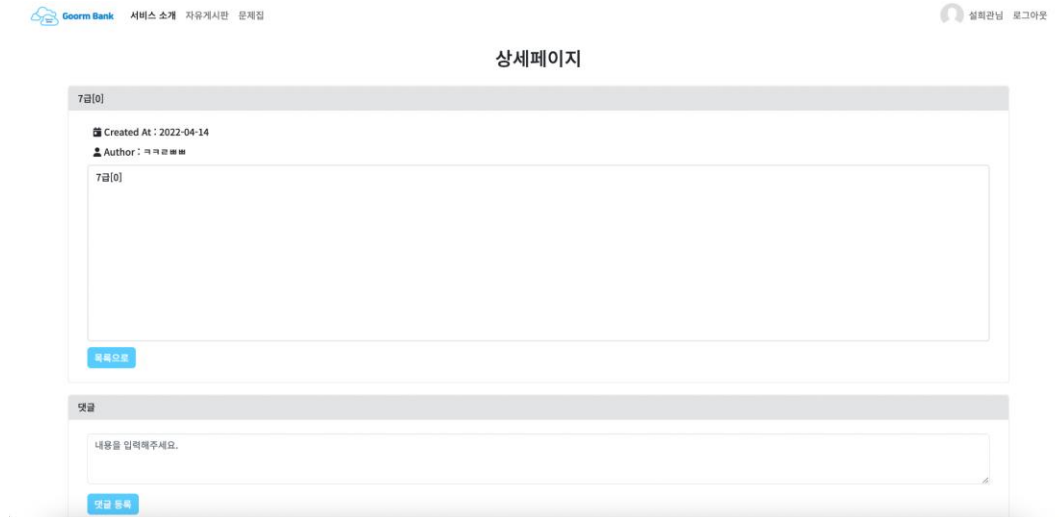 Goorm Bank 서비스 소개 자유게시판 문제집 설희관님 로그아웃
상세페이지
7급[0]
Created At : 2022-04-14
Author : ㅋㅋㄹㅃㅃ
7급[0]
목록으로
댓글
내용을 입력해주세요.
댓글 등록